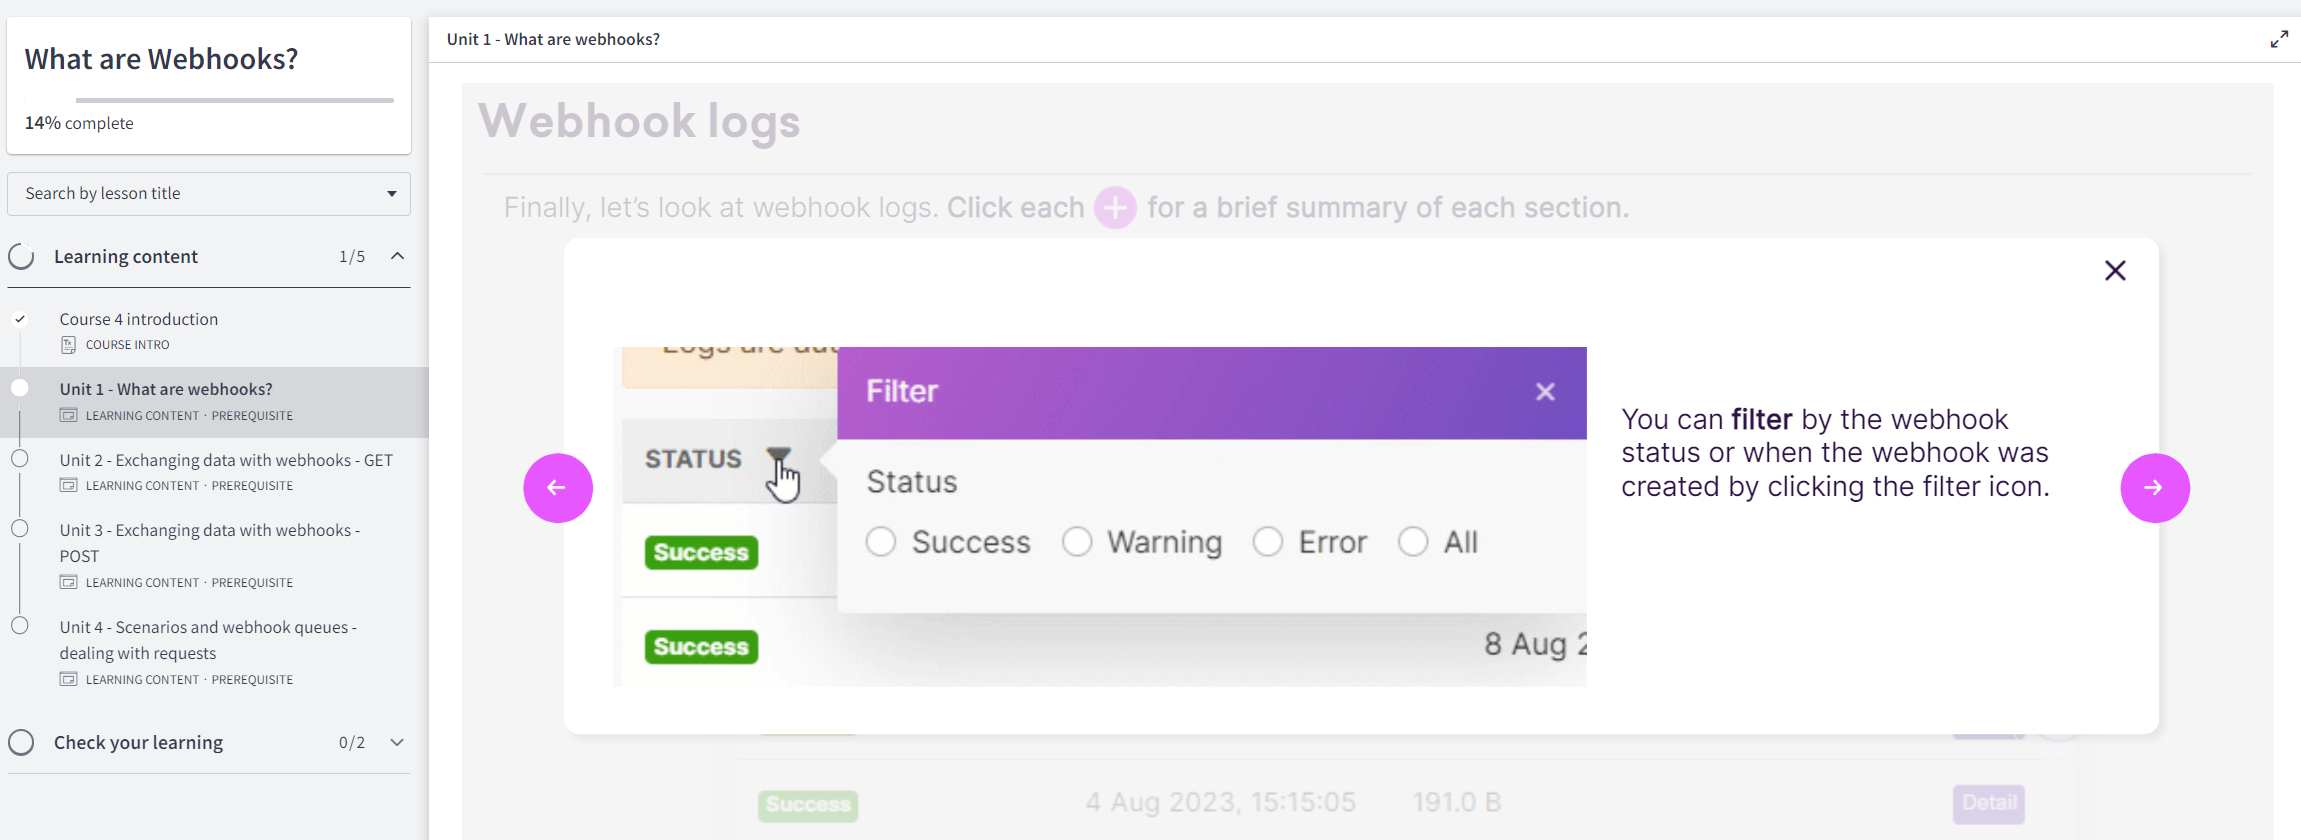 What are Webhooks?
14% complete
Search by lesson title
Learning content 1/5
Course 4 introduction
COURSE INTRO
Unit 1 - What are webhooks?
LEARNING CONTENT · PREREQUISITE
Unit 2 - Exchanging data with webhooks - GET
LEARNING CONTENT · PREREQUISITE
Unit 3 - Exchanging data with webhooks -
POST
LEARNING CONTENT · PREREQUISITE
Unit 4 - Scenarios and webhook queues -
dealing with requests
LEARNING CONTENT · PREREQUISITE
Check your learning 0/2
Unit 1 - What are webhooks?
Webhook logs
Finally, let's look at webhook logs. Click each + for a brief summary of each section.
Logs are
Filter
STATUS
Status
Success Warning Error All
Success
Success
8 Aug
You can filter by the webhook
status or when the webhook was
created by clicking the filter icon.
Success 4 Aug 2023, 15:15:05 191.0 B Detail